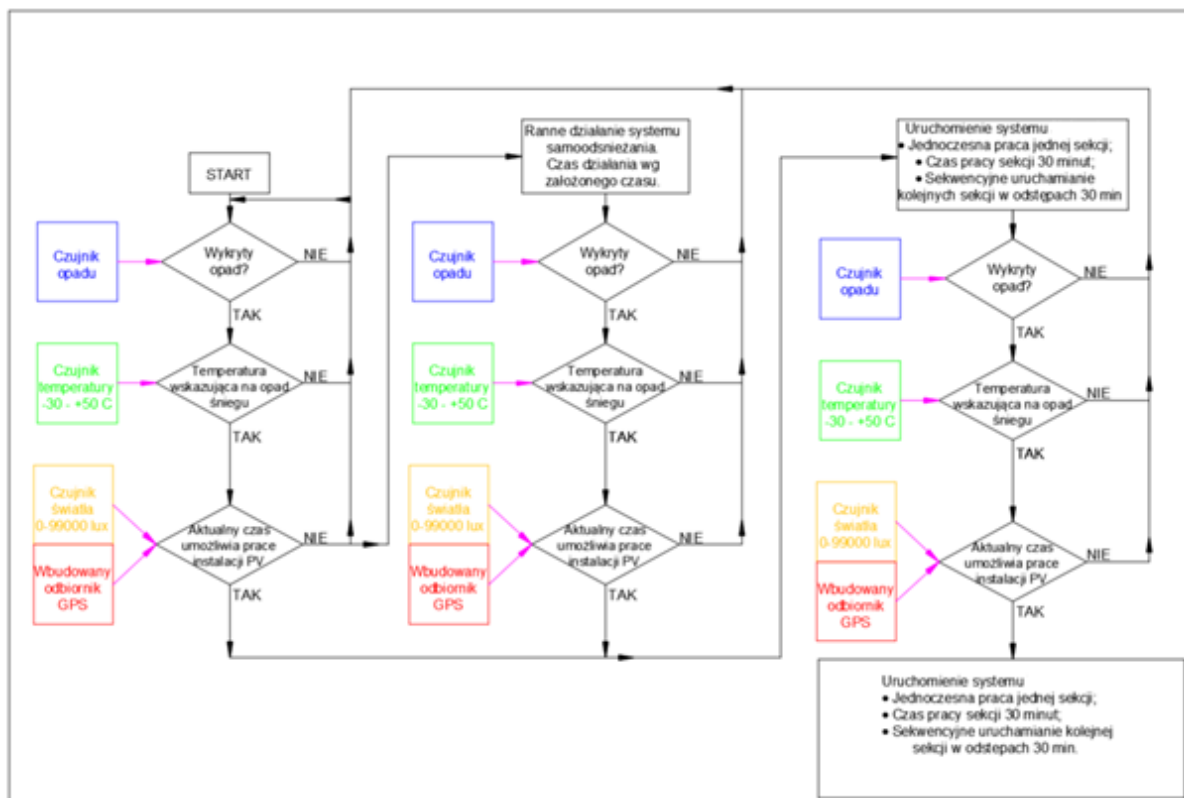 START
Wykryty
opad?
NIE
TAK
Czujnik
opadu
Temperatura
wskazująca na opad
śniegu
NIE
TAK
Czujnik
temperatury
-30 - +50 C
Aktualny czas
umożliwia prace
instalacji PV
NIE
TAK
Czujnik
światła
0-99000 lux
Wbudowany
odbiornik
GPS
Ranne działanie systemu
samoodsnieżania.
Czas działania wg
założonego czasu.
Wykryty
opad?
NIE
TAK
Czujnik
opadu
Temperatura
wskazująca na opad
śniegu
NIE
TAK
Czujnik
temperatury
-30 - +50 C
Aktualny czas
umożliwia prace
instalacji PV
NIE
TAK
Czujnik
światła
0-99000 lux
Wbudowany
odbiornik
GPS
Uruchomienie systemu
• Jednoczesna praca jednej sekcji;
• Czas pracy sekcji 30 minut;
• Sekwencyjne uruchamianie
kolejnych sekcji w odstępach 30 min
Wykryty
opad?
NIE
TAK
Czujnik
opadu
Temperatura
wskazująca na opad
śniegu
NIE
TAK
Czujnik
temperatury
-30 - +50 C
Aktualny czas
umożliwia prace
instalacji PV
NIE
TAK
Czujnik
światla
0-99000 lux
Wbudowany
odbiornik
GPS
Uruchomienie systemu
• Jednoczesna praca jednej sekcji;
• Czas pracy sekcji 30 minut;
• Sekwencyjne uruchamianie kolejnej
sekcji w odstepach 30 min.